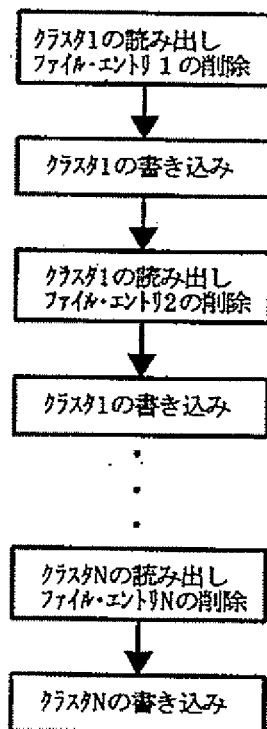 クラスタ1の読み出し
ファイル・エントリ1の削除
クラスタ1の書き込み
クラスタ1の読み出し
ファイル・エントリ2の削除
クラスタ1の書き込み
クラスタNの読み出し
ファイル・エントリNの削除
クラスタNの書き込み